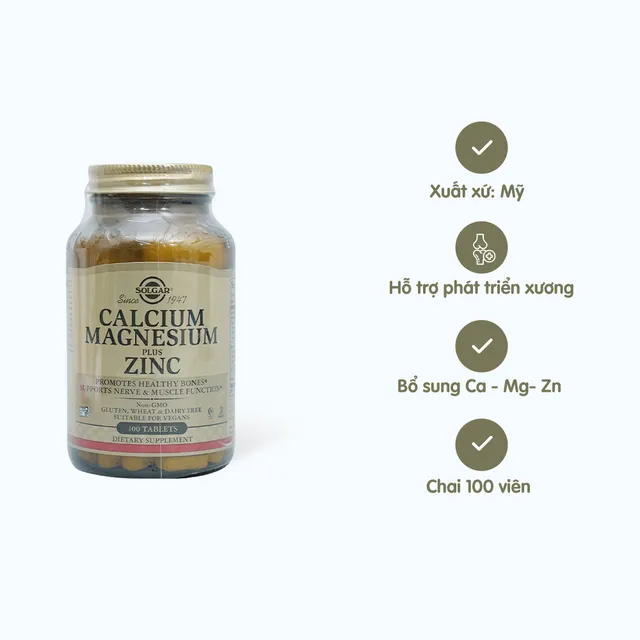 SOLGAR®
Since 1947
CALCIUM
MAGNESIUM
PLUS
ZINC
PROMOTES HEALTHY BONES*
SUPPORTS NERVE & MUSCLE FUNCTION*
Non-GMO
GLUTEN, WHEAT & DAIRY FREE
SUITABLE FOR VEGANS
100 TABLETS
DIETARY SUPPLEMENT
Xuất xứ: Mỹ
Hỗ trợ phát triển xương
Bổ sung Ca - Mg- Zn
Chai 100 viên